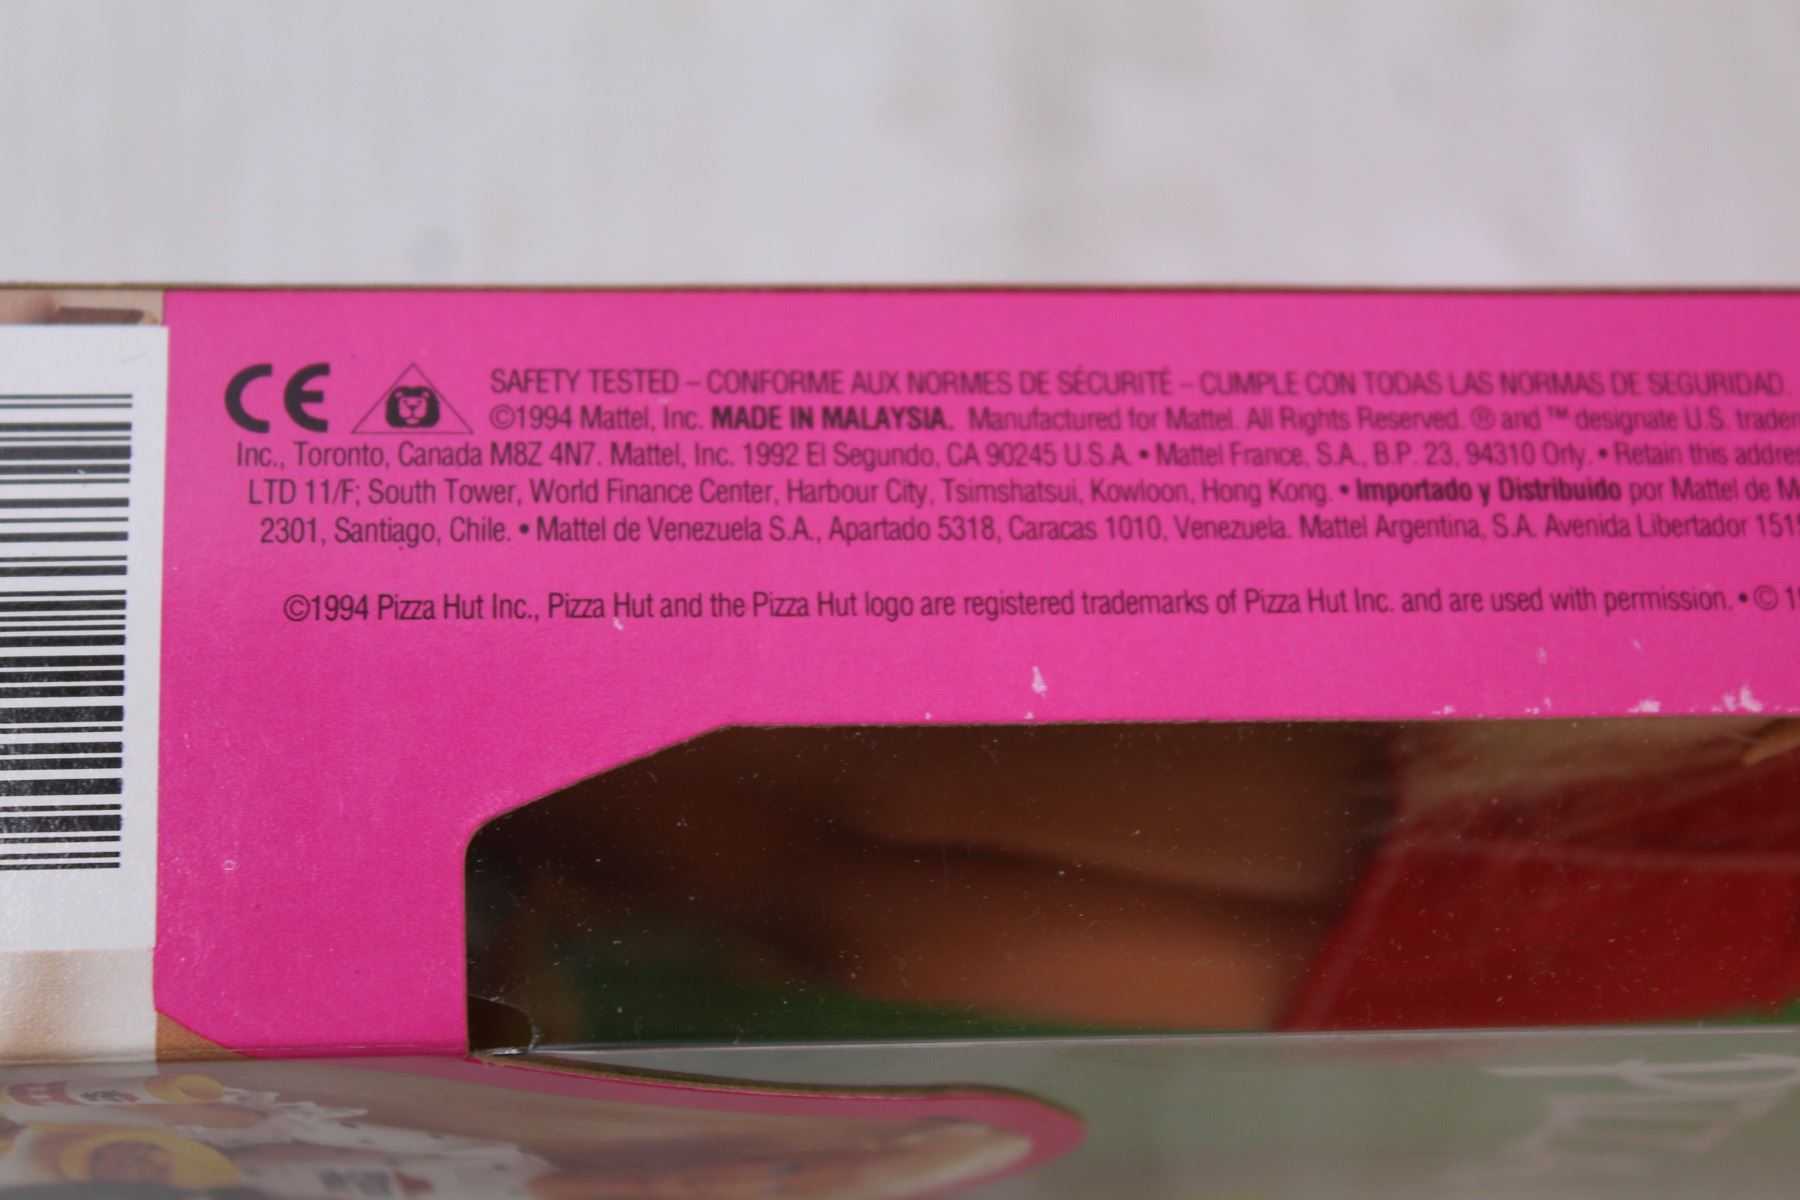 CE SAFETY TESTED – CONFORME AUX NORMES DE SÉCURITÉ – CUMPLE CON TODAS LAS NORMAS DE SEGURIDAD.
©1994 Mattel, Inc. MADE IN MALAYSIA. Manufactured for Mattel. All Rights Reserved. ® and ™ designate U.S. tradem
Inc., Toronto, Canada M8Z 4N7. Mattel, Inc. 1992 El Segundo, CA 90245 U.S.A. • Mattel France, S.A., B.P. 23, 94310 Orly. • Retain this addres
LTD 11/F; South Tower, World Finance Center, Harbour City, Tsimshatsui, Kowloon, Hong Kong. • Importado y Distribuido por Mattel de M
2301, Santiago, Chile. • Mattel de Venezuela S.A., Apartado 5318, Caracas 1010, Venezuela. Mattel Argentina, S.A. Avenida Libertador 151
©1994 Pizza Hut Inc., Pizza Hut and the Pizza Hut logo are registered trademarks of Pizza Hut Inc. and are used with permission. • © 1